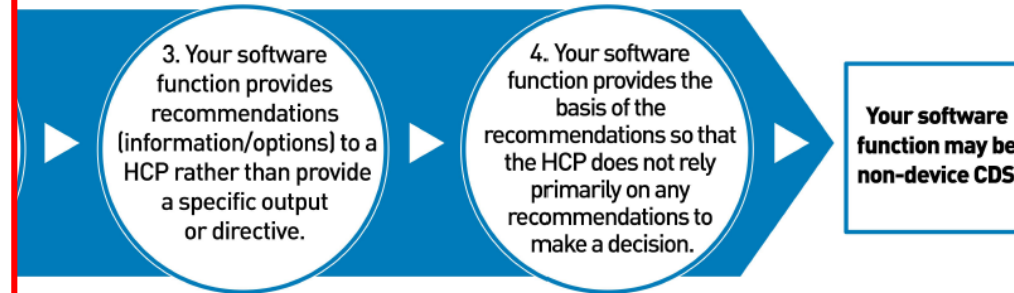 3. Your software
function provides
recommendations
(information/options) to a
HCP rather than provide
a specific output
or directive.
4. Your software
function provides the
basis of the
recommendations so that
the HCP does not rely
primarily on any
recommendations to
make a decision.
Your software
function may be
non-device CDS